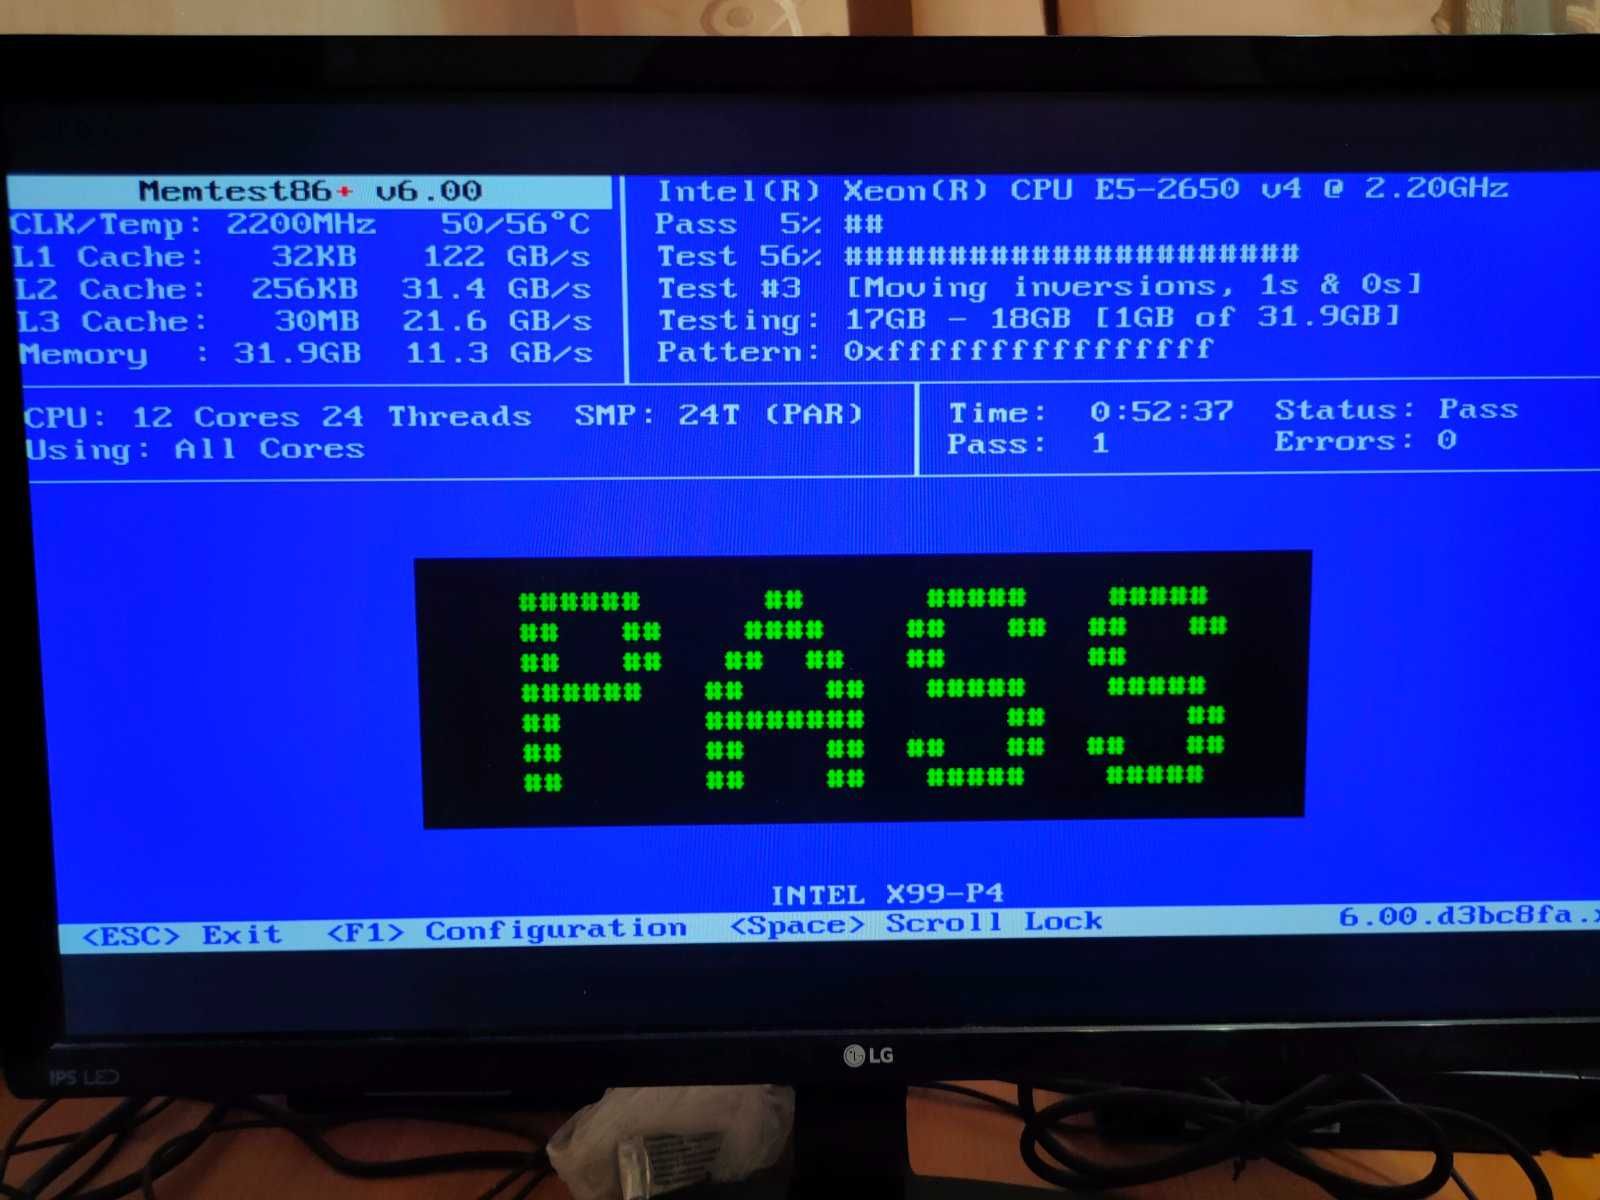 Memtest86+ v6.00
CLK/Temp: 2200MHz 50/56°C
L1 Cache: 32KB 122 GB/s
L2 Cache: 256KB 31.4 GB/s
L3 Cache: 30MB 21.6 GB/s
Memory : 31.9GB 11.3 GB/s
Intel(R) Xeon(R) CPU E5-2650 v4 @ 2.20GHz
Pass 5% ##
Test 56% ######################
Test #3 [Moving inversions, 1s & 0s]
Testing: 17GB - 18GB [1GB of 31.9GB]
Pattern: 0xffffffffffffffff
CPU: 12 Cores 24 Threads SMP: 24T (PAR)
Using: All Cores
Time: 0:52:37 Status: Pass
Pass: 1 Errors: 0
PASS
INTEL X99-P4
<ESC> Exit <F1> Configuration <Space> Scroll Lock 6.00.d3bc8fa.x
LG
IPS LED